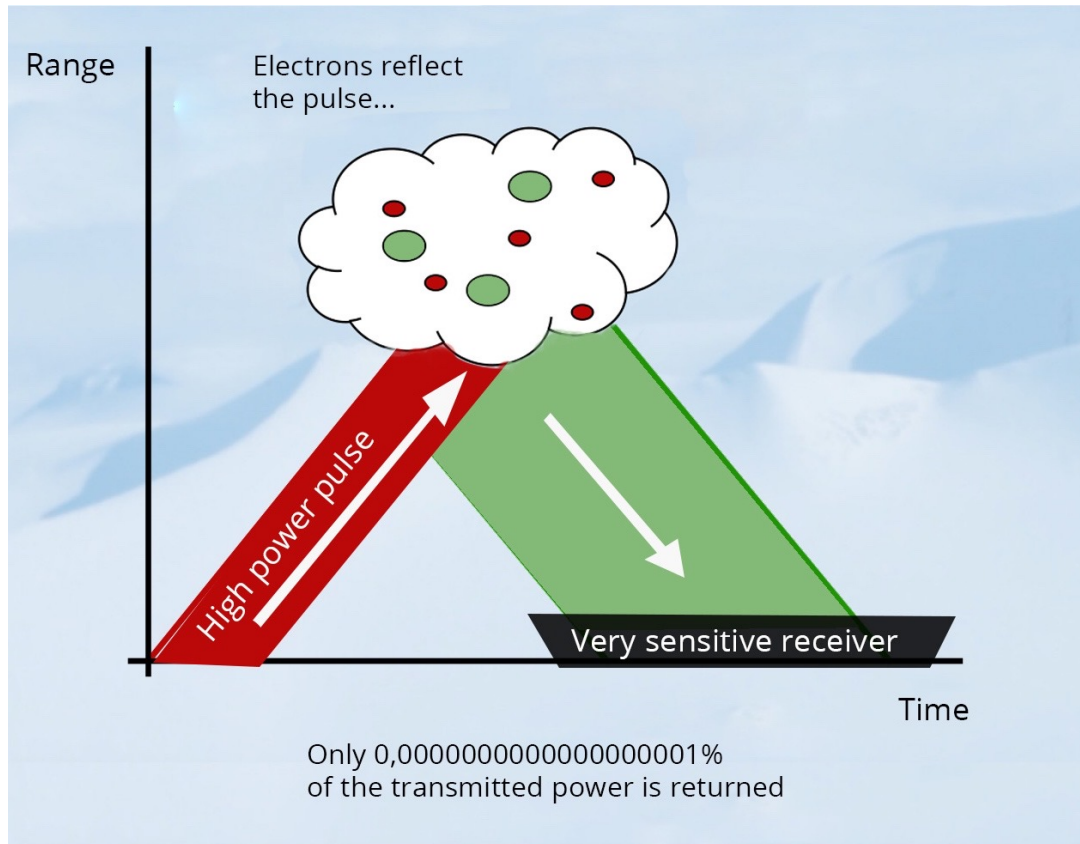 Range
Electrons reflect
the pulse...
High power pulse
Very sensitive receiver
Time
Only 0,0000000000000000001%
of the transmitted power is returned